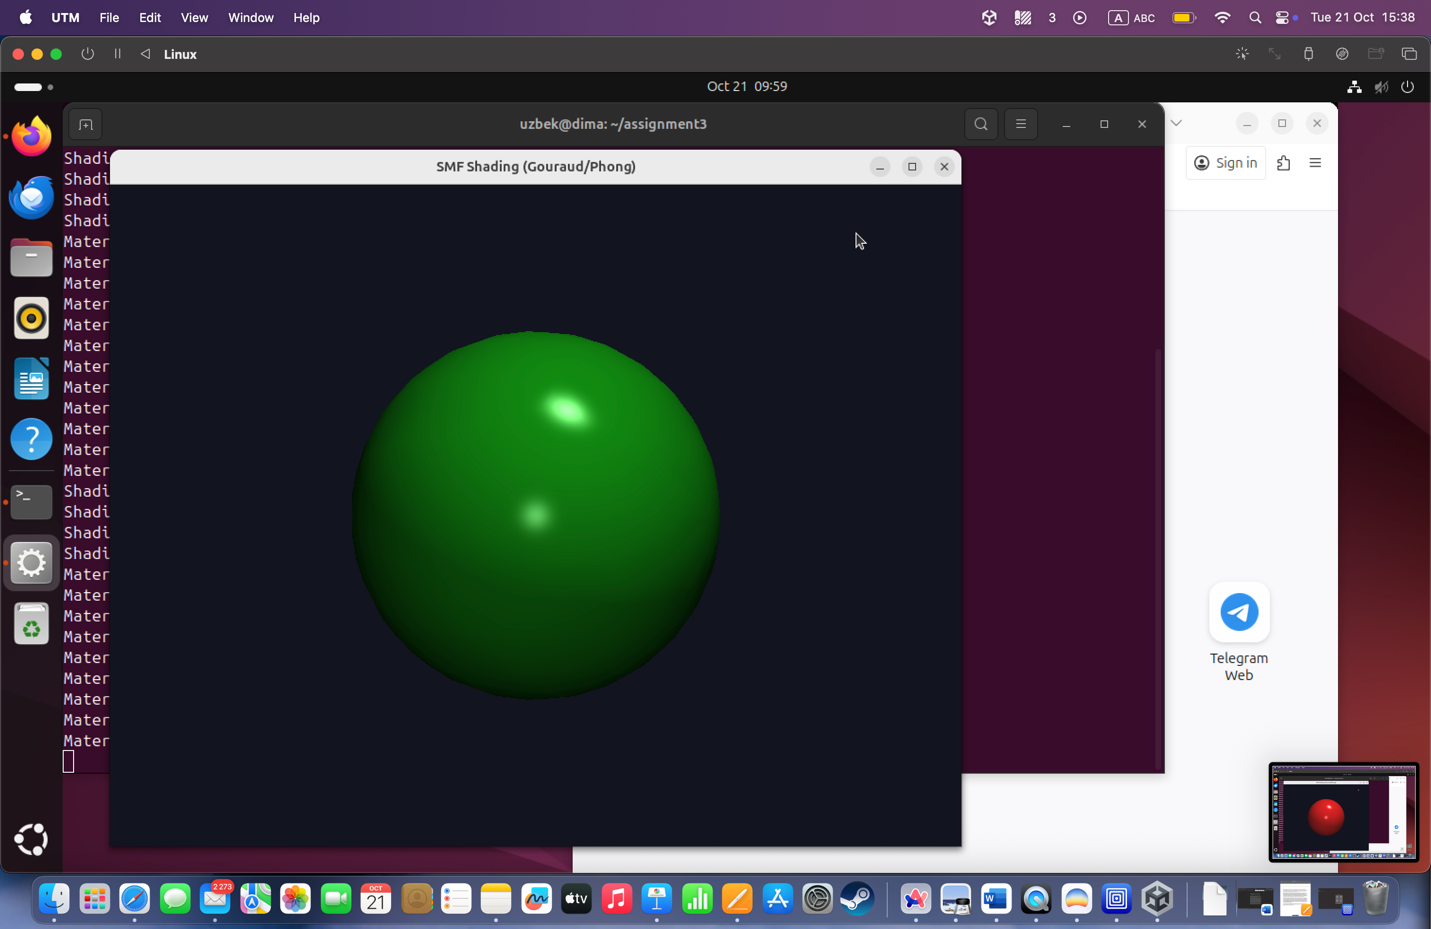 UTM File Edit View Window Help
3 A ABC Tue 21 Oct 15:38
Linux
Oct 21 09:59
uzbek@dima: ~/assignment3
Sign in
SMF Shading (Gouraud/Phong)
Shadi
Shadi
Shadi
Shadi
Mater
Mater
Mater
Mater
Mater
Mater
Mater
Mater
Mater
Mater
Mater
Mater
Shadi
Shadi
Shadi
Shadi
Mater
Mater
Mater
Mater
Mater
Mater
Mater
Mater
Mater
Telegram
Web
2 273
OCT
21
tv